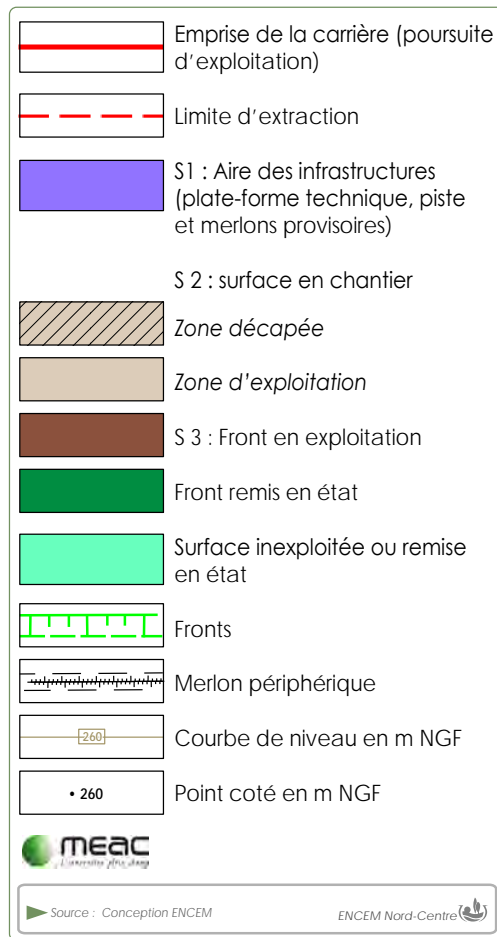 Emprise de la carrière (poursuite
d'exploitation)
Limite d'extraction
S1 : Aire des infrastructures
(plate-forme technique, piste
et merlons provisoires)
S 2 : surface en chantier
Zone décapée
Zone d'exploitation
S 3 : Front en exploitation
Front remis en état
Surface inexploitée ou remise
en état
Fronts
Merlon périphérique
260
Courbe de niveau en m NGF
• 260
Point coté en m NGF
meac
Source : Conception ENCEM
ENCEM Nord-Centre